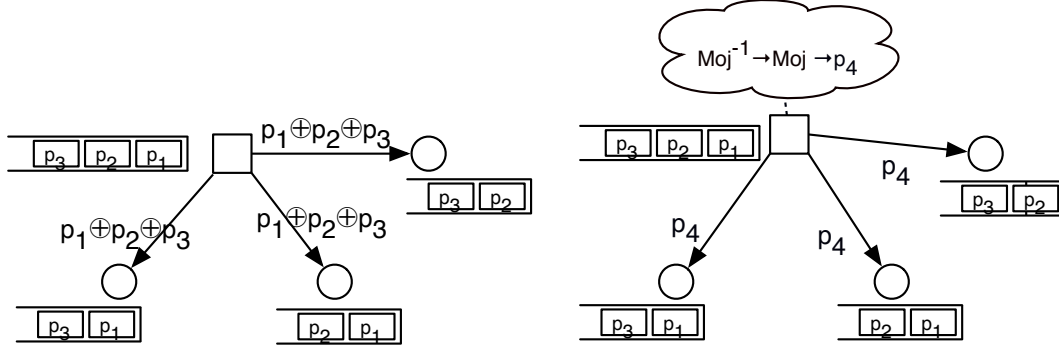 Moj⁻¹→Moj→p₄
p₁⊕p₂⊕p₃
p₃ p₂ p₁
p₃ p₂
p₁⊕p₂⊕p₃
p₁⊕p₂⊕p₃
p₃ p₁
p₂ p₁
p₃ p₂ p₁
p₄
p₃ p₂
p₄
p₄
p₃ p₁
p₂ p₁